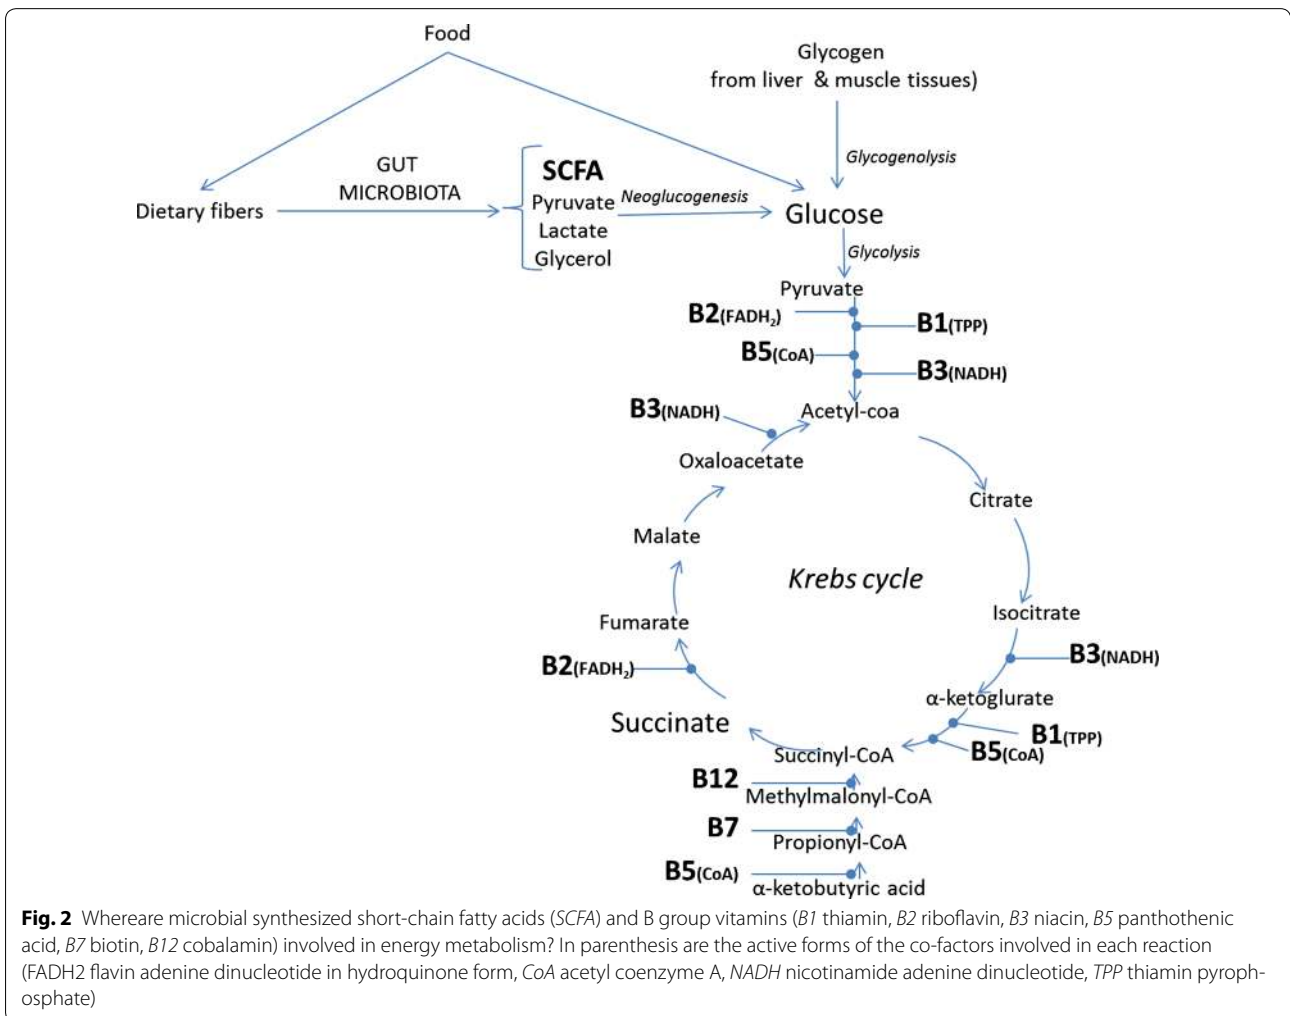 Food
Glycogen
from liver & muscle tissues)
Glycogenolysis
GUT
MICROBIOTA
SCFA
Dietary fibers
Pyruvate
Neoglucogenesis
Lactate
Glycerol
Glucose
Glycolysis
Pyruvate
B2(FADH₂)
B1(TPP)
B5(CoA)
B3(NADH)
B3(NADH)
Acetyl-coa
Oxaloacetate
Citrate
Malate
Krebs cycle
Isocitrate
Fumarate
B3(NADH)
B2(FADH₂)
α-ketoglurate
Succinate
B1(TPP)
B5(CoA)
Succinyl-CoA
B12
Methylmalonyl-CoA
B7
Propionyl-CoA
B5(CoA)
α-ketobutyric acid
Fig. 2 Whereare microbial synthesized short-chain fatty acids (SCFA) and B group vitamins (B1 thiamin, B2 riboflavin, B3 niacin, B5 panthothenic
acid, B7 biotin, B12 cobalamin) involved in energy metabolism? In parenthesis are the active forms of the co-factors involved in each reaction
(FADH2 flavin adenine dinucleotide in hydroquinone form, CoA acetyl coenzyme A, NADH nicotinamide adenine dinucleotide, TPP thiamin pyroph-
osphate)